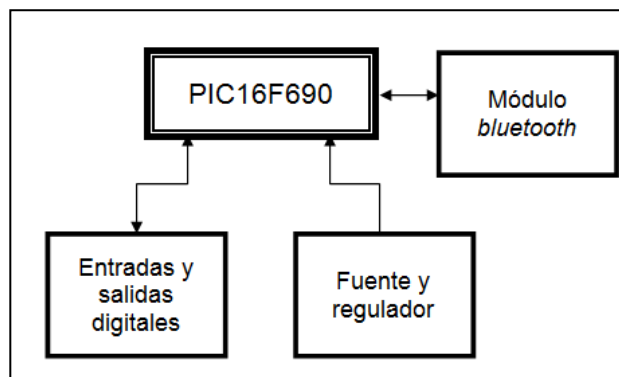 PIC16F690
Módulo
bluetooth
Entradas y
salidas
digitales
Fuente y
regulador